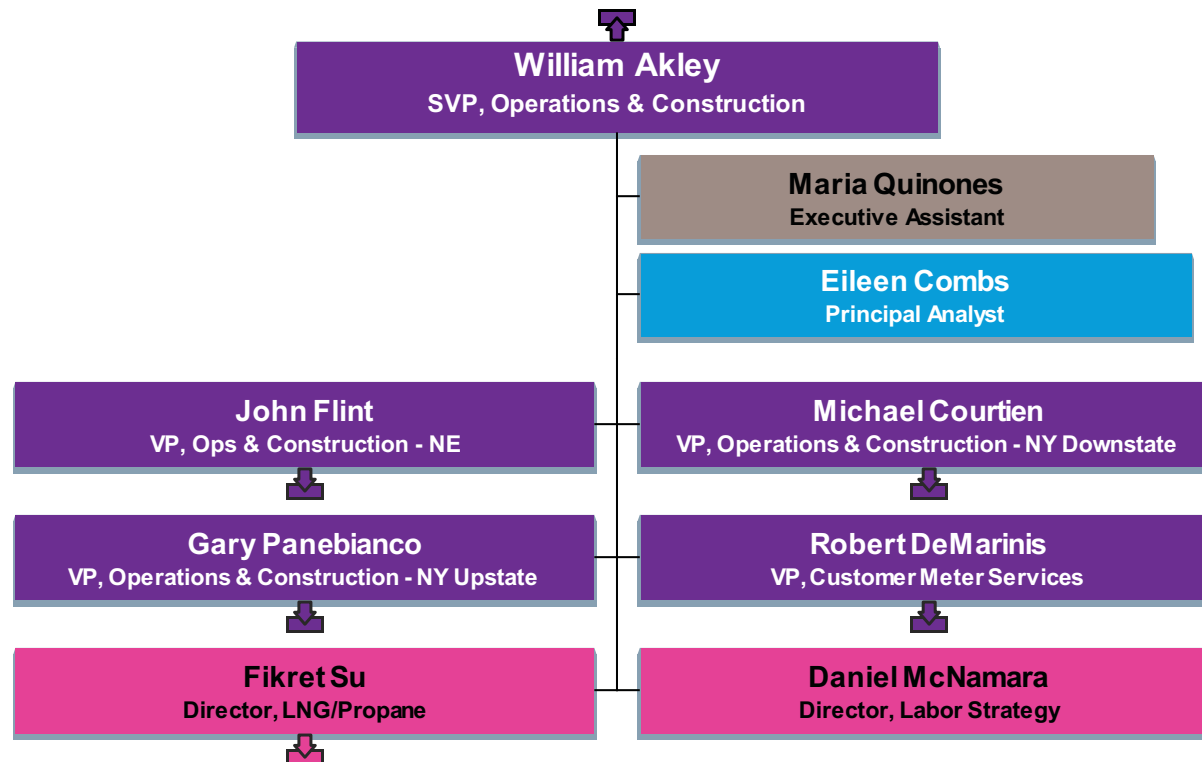 William Akley
SVP, Operations & Construction
Maria Quinones
Executive Assistant
Eileen Combs
Principal Analyst
John Flint
VP, Ops & Construction - NE
Michael Courtien
VP, Operations & Construction - NY Downstate
Gary Panebianco
VP, Operations & Construction - NY Upstate
Robert DeMarinis
VP, Customer Meter Services
Fikret Su
Director, LNG/Propane
Daniel McNamara
Director, Labor Strategy